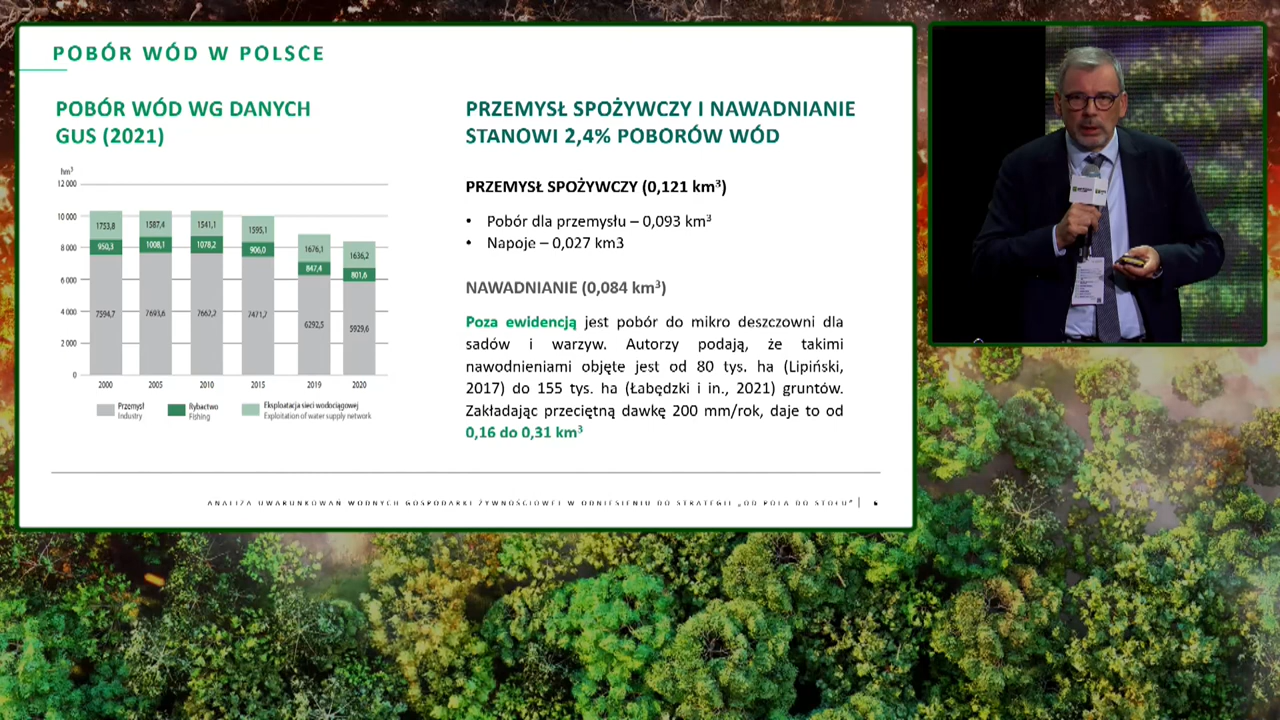 POBÓR WÓD W POLSCE
POBÓR WÓD WG DANYCH
GUS (2021)
hm³
12 000
10 000
8 000
6 000
4 000
2 000
0
1753,8
1587,4
1541,1
1595,1
1676,1
1636,2
950,3
1008,1
1078,2
906,0
847,4
801,6
7594,7
7693,6
7667,2
7471,7
6292,5
5929,6
2000
2005
2010
2015
2019
2020
Przemysł
Industry
Rybactwo
Fishing
Eksploatacja sieci wodociągowej
Exploitation of water supply network
PRZEMYSŁ SPOŻYWCZY I NAWADNIANIE
STANOWI 2,4% POBORÓW WÓD
PRZEMYSŁ SPOŻYWCZY (0,121 km³)
• Pobór dla przemysłu – 0,093 km³
• Napoje – 0,027 km3
NAWADNIANIE (0,084 km³)
Poza ewidencją jest pobór do mikro deszczowni dla
sadów i warzyw. Autorzy podają, że takimi
nawodnieniami objęte jest od 80 tys. ha (Lipiński,
2017) do 155 tys. ha (Łabędzki i in., 2021) gruntów.
Zakładając przeciętną dawkę 200 mm/rok, daje to od
0,16 do 0,31 km³
ANALIZA UWARUNKOWAŃ WODNYCH GOSPODARKI ŻYWNOŚCIOWEJ W ODNIESIENIU DO STRATEGII „OD POLA DO STOŁU” |